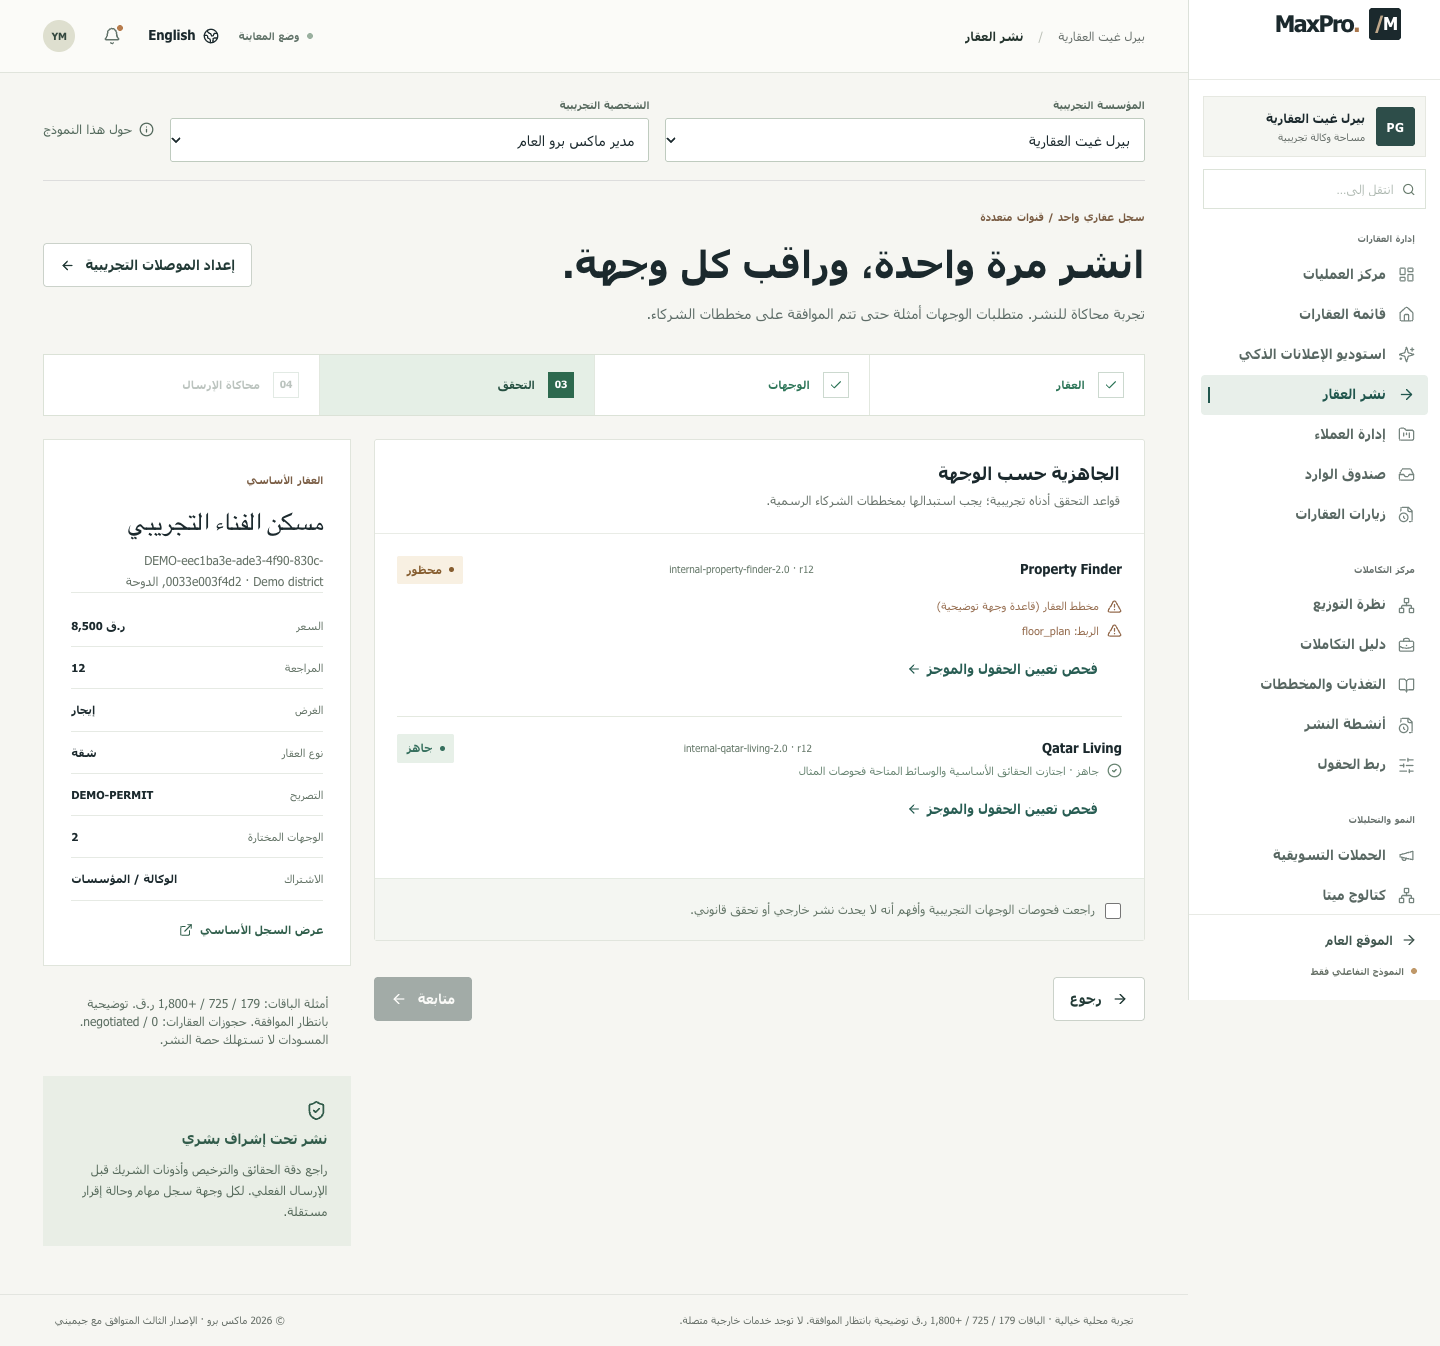 /M MaxPro.
PG
بيرل غيت العقارية
مساحة وكالة تجريبية
انتقل إلى...
إدارة العقارات
مركز العمليات
قائمة العقارات
استوديو الإعلانات الذكي
نشر العقار
إدارة العملاء
صندوق الوارد
زيارات العقارات
مركز التكاملات
نظرة التوزيع
دليل التكاملات
التغذيات والمخططات
أنشطة النشر
ربط الحقول
النمو والتحليلات
الحملات التسويقية
كتالوج ميتا
الموقع العام
النموذج التفاعلي فقط
بيرل غيت العقارية / نشر العقار
وضع المعاينة
English
YM
المؤسسة التجريبية
بيرل غيت العقارية
الشخصية التجريبية
مدير ماكس برو العام
حول هذا النموذج
سجل عقاري واحد / قنوات متعددة
انشر مرة واحدة، وراقب كل وجهة.
تجربة محاكاة للنشر. متطلبات الوجهات أمثلة حتى تتم الموافقة على مخططات الشركاء.
إعداد الموصلات التجريبية
العقار
الوجهات
03 التحقق
04 محاكاة الإرسال
الجاهزية حسب الوجهة
قواعد التحقق أدناه تجريبية؛ يجب استبدالها بمخططات الشركاء الرسمية.
Property Finder
internal-property-finder-2.0 · r12
محظور
مخطط العقار (قاعدة وجهة توضيحية)
الربط: floor_plan
فحص تعيين الحقول والموجز
Qatar Living
internal-qatar-living-2.0 · r12
جاهز
جاهز · اجتازت الحقائق الأساسية والوسائط المتاحة فحوصات المثال
فحص تعيين الحقول والموجز
راجعت فحوصات الوجهات التجريبية وأفهم أنه لا يحدث نشر خارجي أو تحقق قانوني.
رجوع
متابعة
العقار الأساسي
مسكن الفناء التجريبي
DEMO-eec1ba3e-ade3-4f90-830c-
0033e003f4d2 · Demo district, الدوحة
السعر
8,500 ر.ق
المراجعة
12
الغرض
إيجار
نوع العقار
شقة
التصريح
DEMO-PERMIT
الوجهات المختارة
2
الاشتراك
الوكالة / المؤسسات
عرض السجل الأساسي
أمثلة الباقات: 179 / 725 / +1,800 ر.ق. توضيحية
بانتظار الموافقة. حجوزات العقارات: 0 / negotiated.
المسودات لا تستهلك حصة النشر.
نشر تحت إشراف بشري
راجع دقة الحقائق والترخيص وأذونات الشريك قبل
الإرسال الفعلي. لكل وجهة سجل مهام وحالة إقرار
مستقلة.
تجربة محلية خيالية · الباقات 179 / 725 / +1,800 ر.ق توضيحية بانتظار الموافقة. لا توجد خدمات خارجية متصلة.
© 2026 ماكس برو · الإصدار الثالث المتوافق مع جيميني